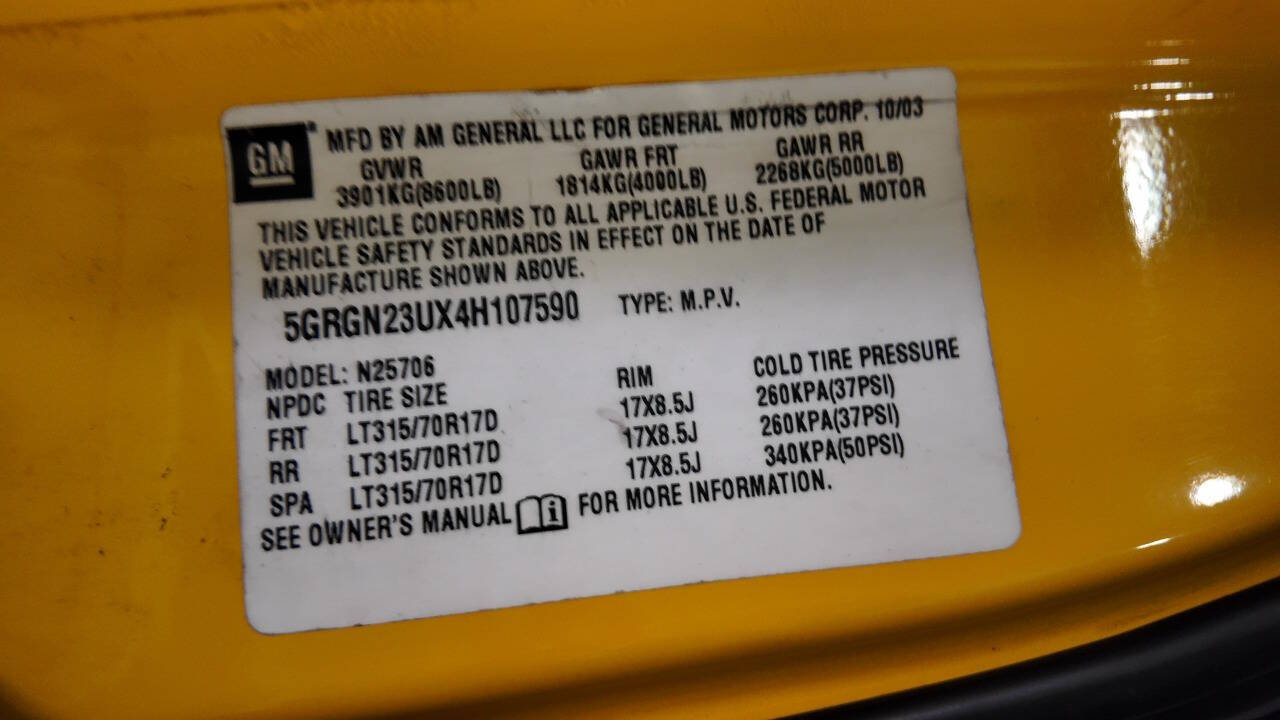 GM® MFD BY AM GENERAL LLC FOR GENERAL MOTORS CORP. 10/03
GVWR GAWR FRT GAWR RR
3901KG(8600LB) 1814KG(4000LB) 2268KG(5000LB)
THIS VEHICLE CONFORMS TO ALL APPLICABLE U.S. FEDERAL MOTOR
VEHICLE SAFETY STANDARDS IN EFFECT ON THE DATE OF
MANUFACTURE SHOWN ABOVE.
5GRGN23UX4H107590 TYPE: M.P.V.
MODEL: N25706
NPDC TIRE SIZE RIM COLD TIRE PRESSURE
FRT LT315/70R17D 17X8.5J 260KPA(37PSI)
RR LT315/70R17D 17X8.5J 260KPA(37PSI)
SPA LT315/70R17D 17X8.5J 340KPA(50PSI)
SEE OWNER'S MANUAL i FOR MORE INFORMATION.